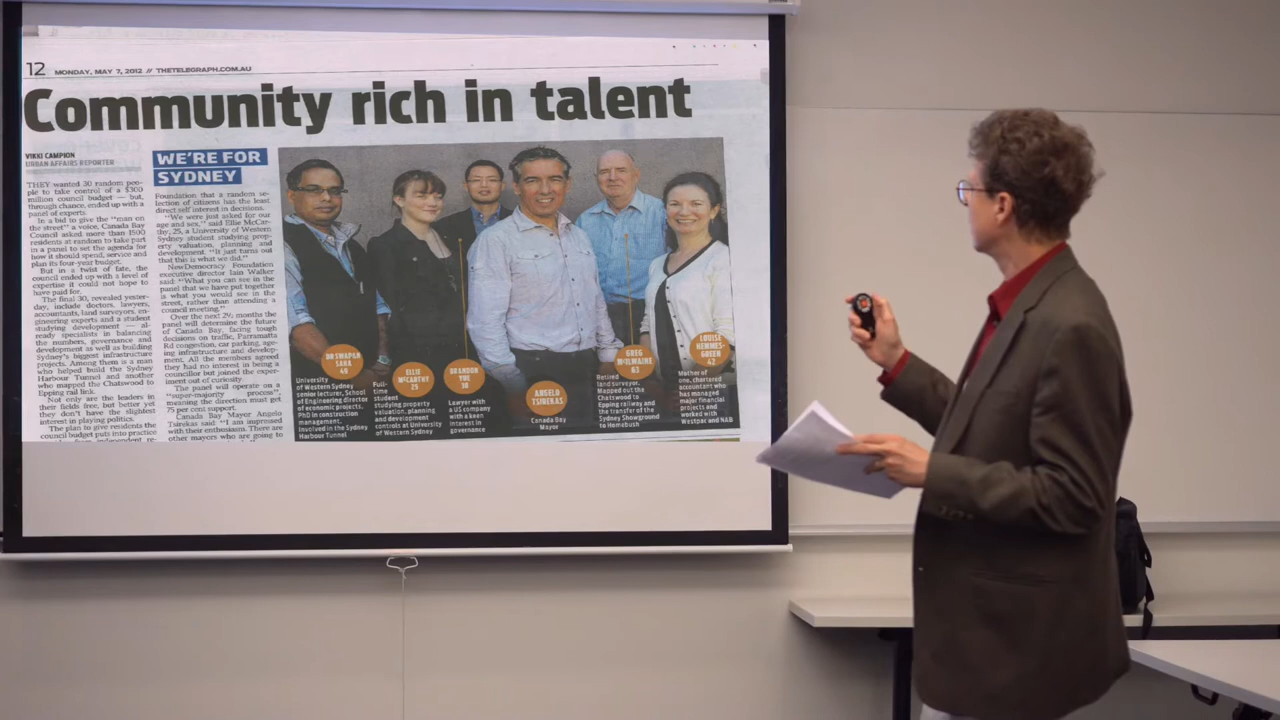 12 MONDAY, MAY 7, 2012 // THETELEGRAPH.COM.AU
Community rich in talent
VIKKI CAMPION
URBAN AFFAIRS REPORTER
THEY wanted 30 random peo-
ple to take control of a $300
million council budget — but,
through chance, ended up with a
panel of experts.
In a bid to give the "man on
the street" a voice, Canada Bay
Council asked more than 1500
residents at random to take part
in a panel to set the agenda for
how it should spend, service and
plan its four-year budget.
But in a twist of fate, the
council ended up with a level of
expertise it could not hope to
have paid for.
The final 30, revealed yester-
day, include doctors, lawyers,
accountants, land surveyors, en-
gineering experts and a student
studying development — al-
ready specialists in balancing
the numbers, governance and
development as well as building
Sydney's biggest infrastructure
projects. Among them is a man
who helped build the Sydney
Harbour Tunnel and another
who mapped the Chatswood to
Epping rail link.
Not only are the leaders in
their fields free, but better yet
they don't have the slightest
interest in playing politics.
The plan to give residents the
council budget puts into practice
WE'RE FOR
SYDNEY
Foundation that a random se-
lection of citizens has the least
direct self interest in decisions.
"We were just asked for our
age and sex," said Ellie McCar-
thy, 25, a University of Western
Sydney student studying prop-
erty valuation, planning and
development. "It just turns out
that this is what we did."
NewDemocracy Foundation
executive director Iain Walker
said: "What you can see in the
panel that we have put together
is what you would see in the
street, rather than attending a
council meeting."
Over the next 2½ months the
panel will determine the future
of Canada Bay, facing tough
decisions on traffic, Parramatta
Rd congestion, car parking, age-
ing infrastructure and develop-
ment. All the members agreed
they had no interest in being a
councillor but joined the exper-
iment out of curiosity
The panel will operate on a
"super-majority process",
meaning the direction must get
75 per cent support.
Canada Bay Mayor Angelo
Tsirekas said: "I am impressed
with their enthusiasm. There are
other mayors who are going to
DR SWAPAN
SAHA
49
University
of Western Sydney
senior lecturer, School
of Engineering director
of economic projects.
PhD in construction
management.
Involved in the Sydney
Harbour Tunnel
ELLIE
McCARTHY
25
Full-
time
student
studying property
valuation, planning
and development
controls at University
of Western Sydney
BRANDON
YUE
Lawyer with
a US company
with a keen
interest in
governance
ANGELO
TSIREKAS
Canada Bay
Mayor
GREG
McILWAINE
63
Retired
land surveyor.
Mapped out the
Chatswood to
Epping railway and
the transfer of the
Sydney Showground
to Homebush
LOUISE
HEMMES-
GREEN
42
Mother of
one, chartered
accountant who
has managed
major financial
projects and
worked with
Westpac and NAB